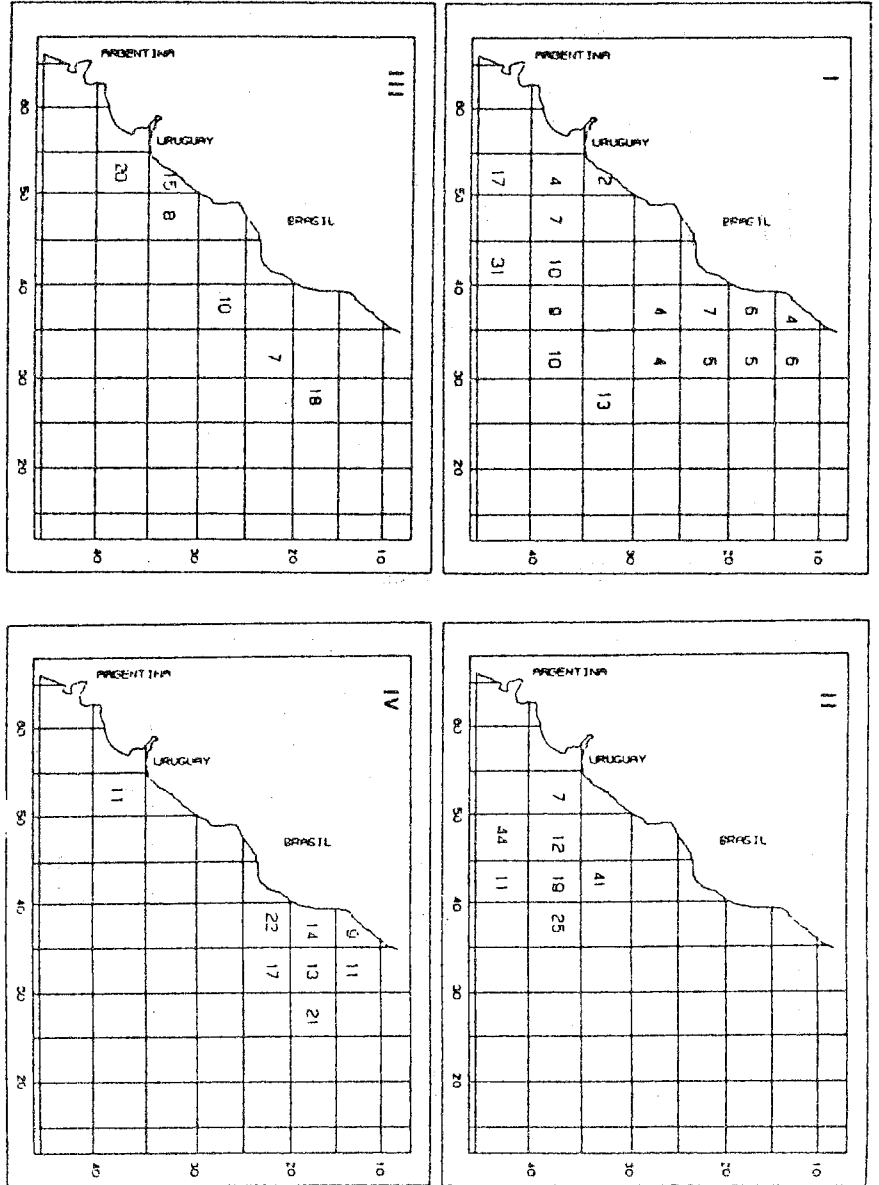 I
BRASIL
URUGUAY
ARGENTINA
4 6 10
6 5
7 5 20
4 4
2 13 30
4 7 10 9 10
17 31 40
60 50 40 30 20
II
BRASIL
URUGUAY
ARGENTINA
10
20
41 30
7 12 19 25
44 11 40
60 50 40 30 20
III
BRASIL
URUGUAY
ARGENTINA
10
18
7 20
10
15 8 30
20 40
60 50 40 30 20
IV
BRASIL
URUGUAY
ARGENTINA
9 11 10
14 13 21
22 17 20
30
11 40
60 50 40 30 20